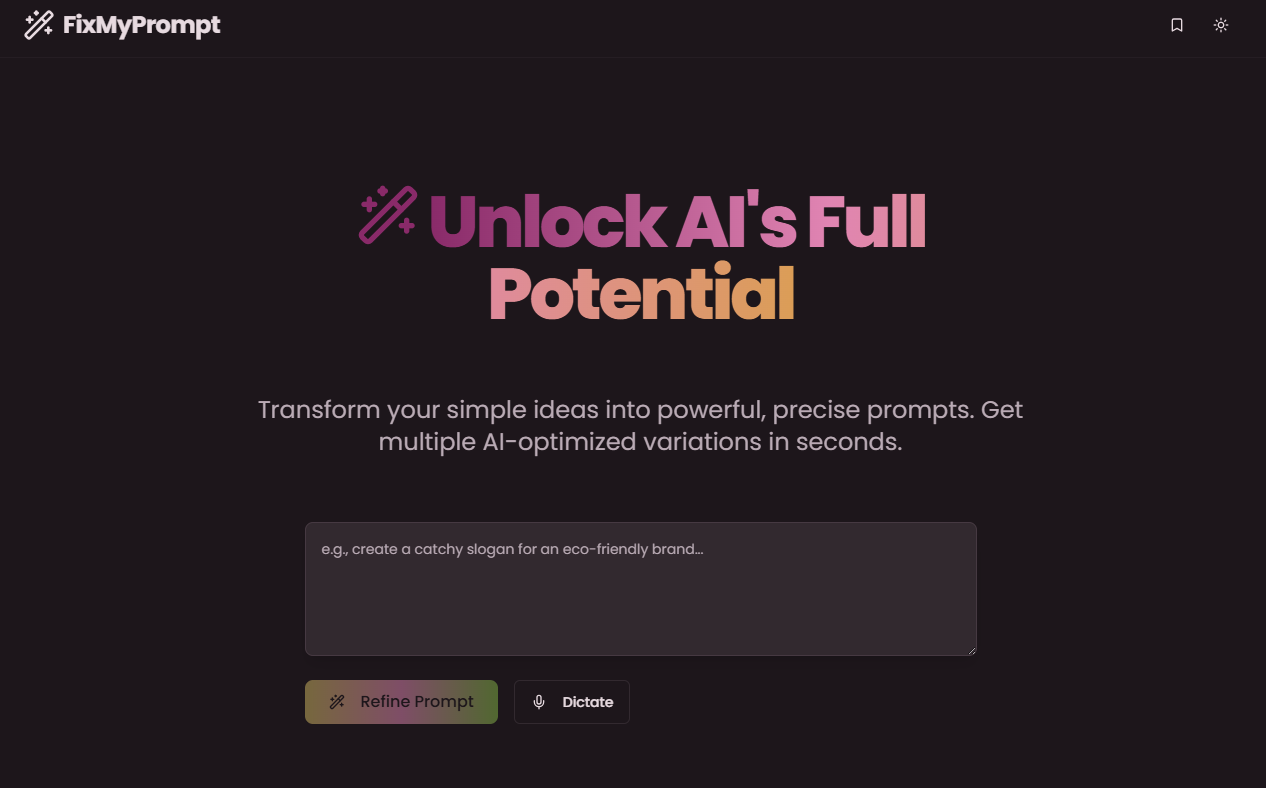 FixMyPrompt
Unlock AI's Full
Potential
Transform your simple ideas into powerful, precise prompts. Get
multiple AI-optimized variations in seconds.
e.g., create a catchy slogan for an eco-friendly brand...
Refine Prompt
Dictate